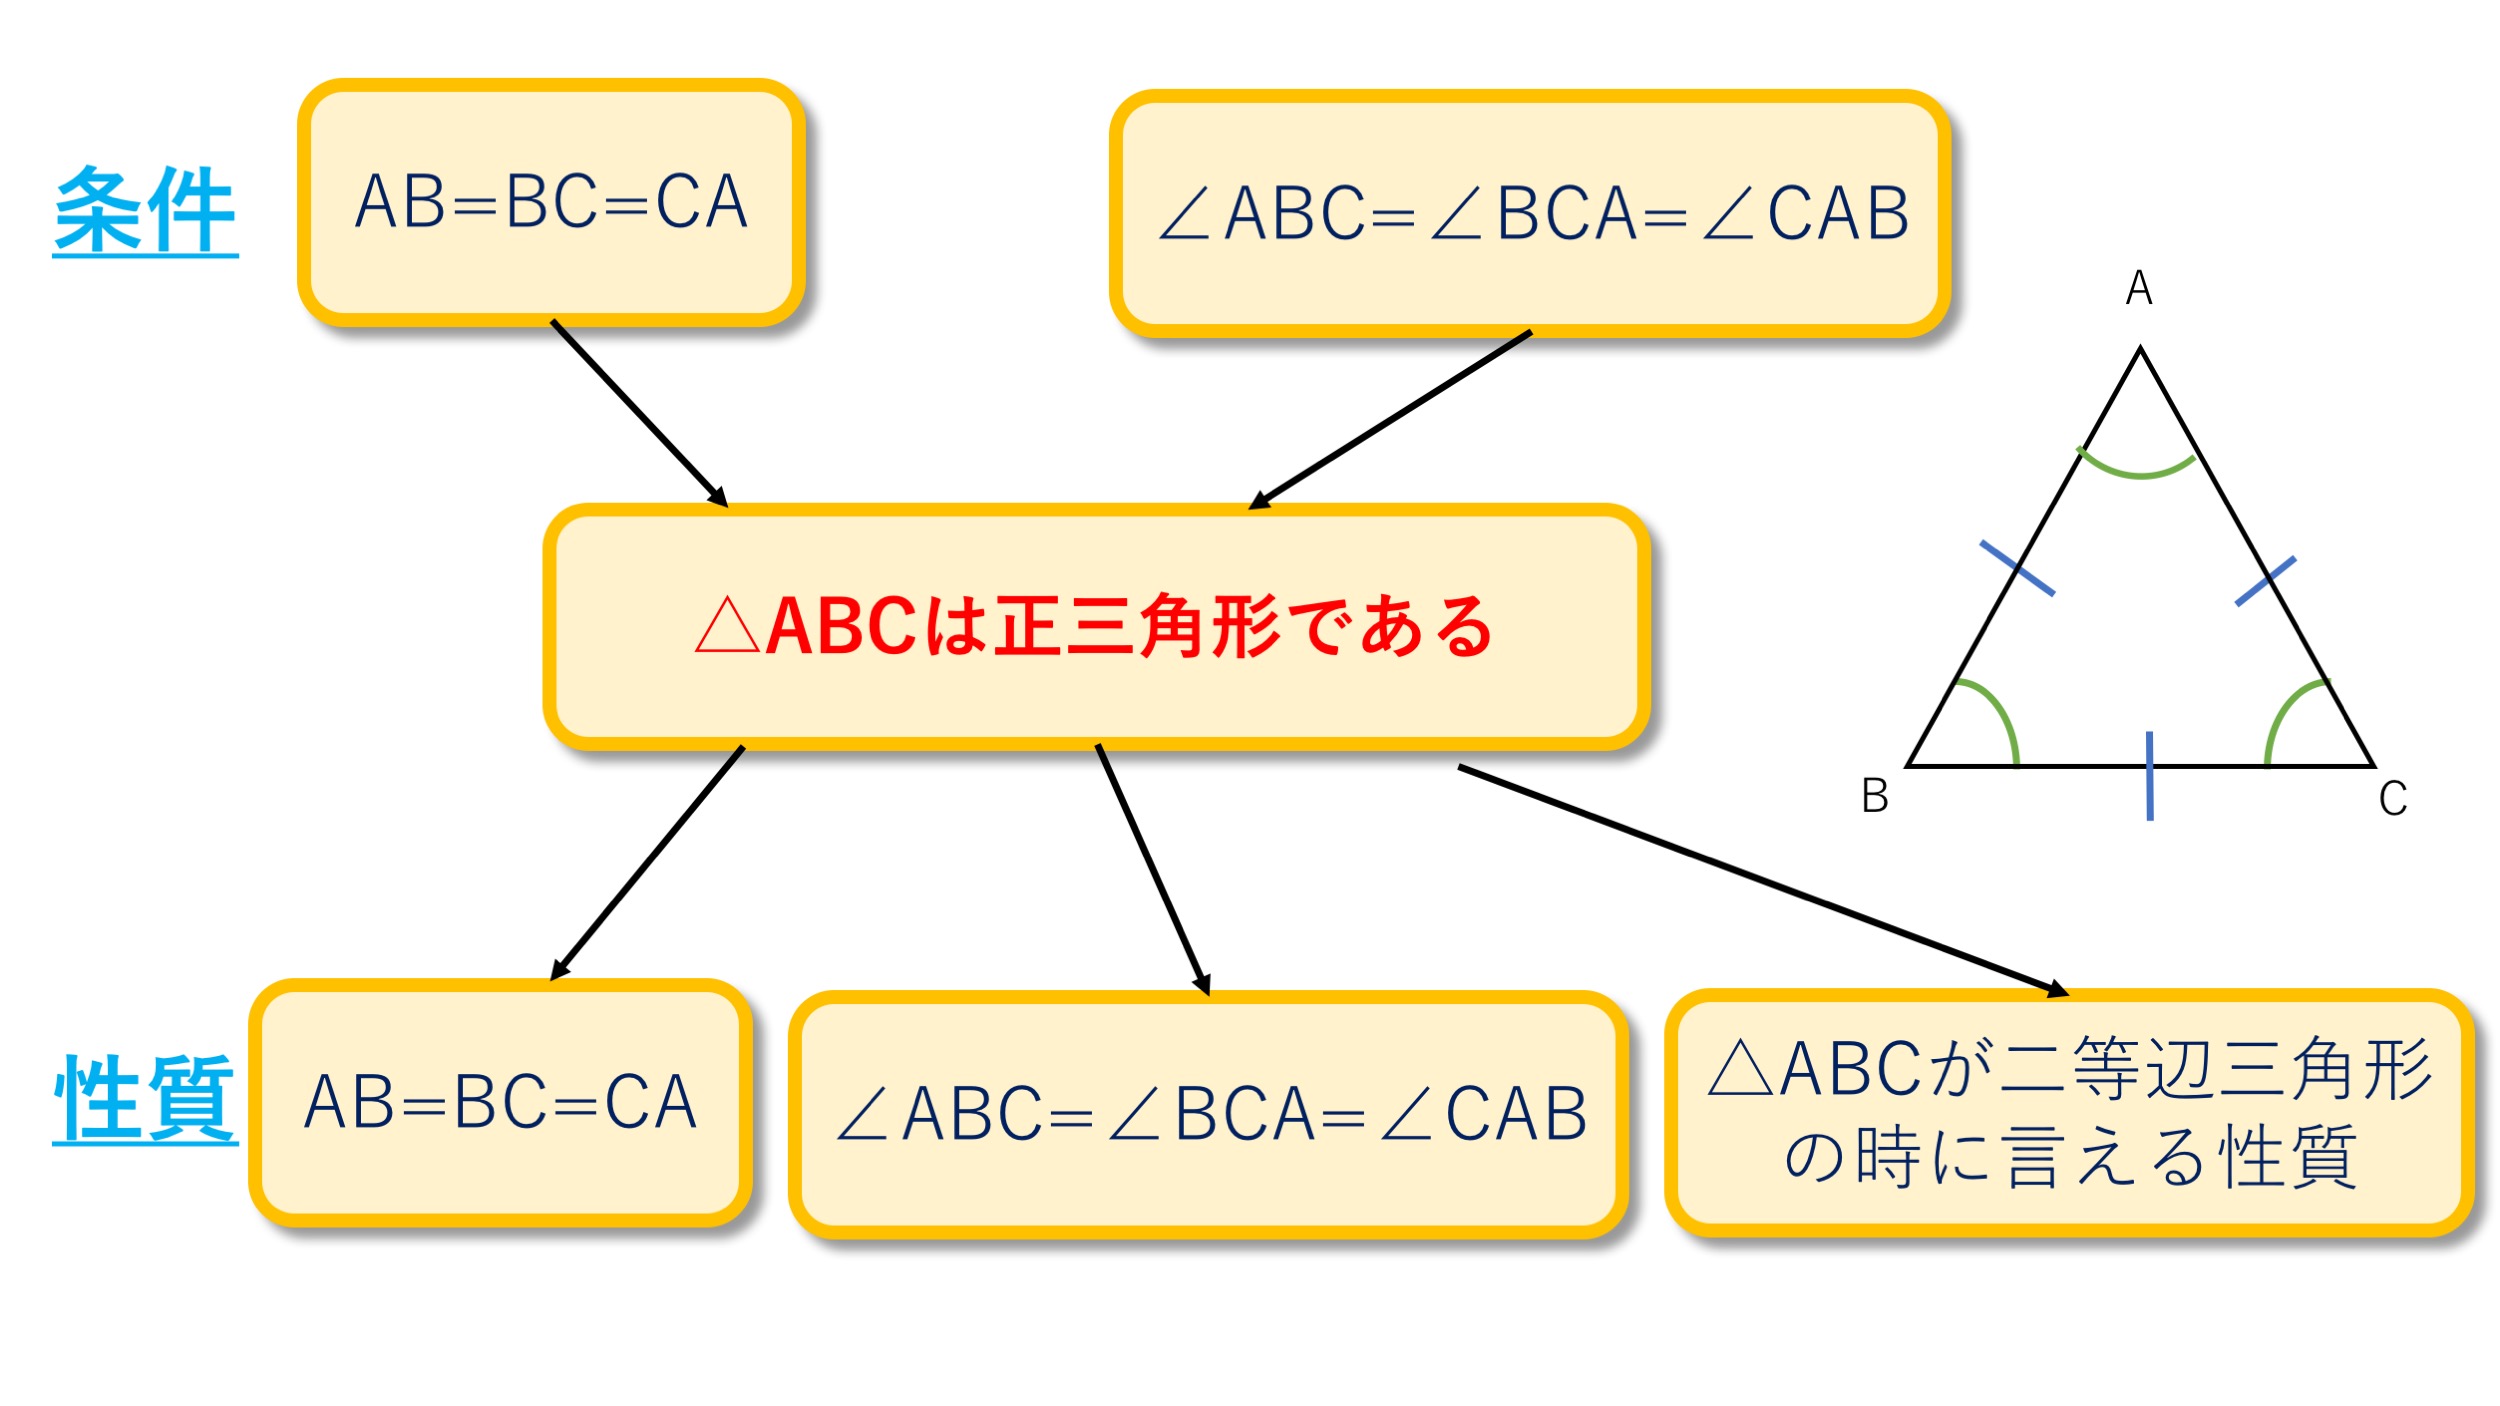 条件
AB=BC=CA
∠ABC=∠BCA=∠CAB
A
△ABCは正三角形である
B
C
性質
AB=BC=CA
∠ABC=∠BCA=∠CAB
△ABCが二等辺三角形
の時に言える性質